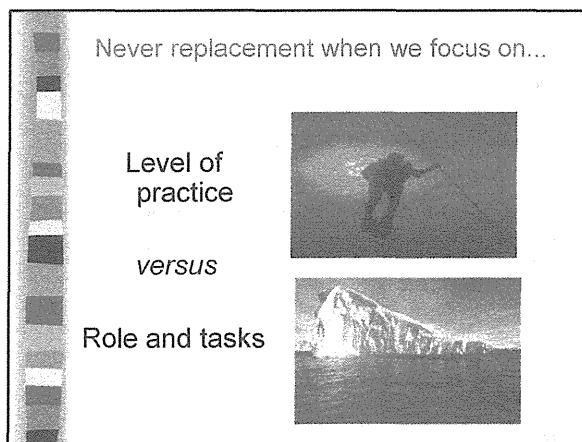 Never replacement when we focus on...
Level of
practice
versus
Role and tasks